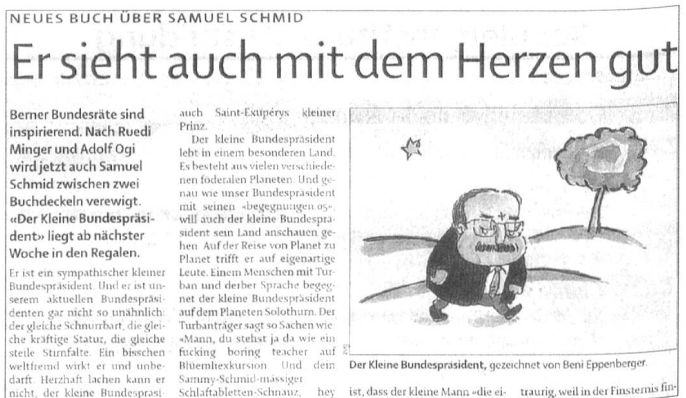 NEUES BUCH ÜBER SAMUEL SCHMID
Er sieht auch mit dem Herzen gut
Berner Bundesräte sind
inspirierend. Nach Ruedi
Minger und Adolf Ogi
wird jetzt auch Samuel
Schmid zwischen zwei
Buchdeckeln verewigt.
«Der Kleine Bundespräsi-
dent» liegt ab nächster
Woche in den Regalen.
Er ist ein sympathischer kleiner
Bundespräsident. Und er ist un-
serem aktuellen Bundespräsi-
denten gar nicht so unähnlich:
der gleiche Schnurrbart, die glei-
che kräftige Statur, die gleiche
steile Stirnfalte. Ein bisschen
weltfremd wirkt er und unbe-
darft. Herzhaft lachen kann er
nicht, der kleine Bundespräsi-
auch Saint-Exupérys kleiner
Prinz.
Der kleine Bundespräsident
lebt in einem besonderen Land.
Es besteht aus vielen verschiede-
nen föderalen Planeten. Und ge-
nau wie unser Bundespräsident
mit seinen «begegnungen 05»,
will auch der kleine Bundesprä-
sident sein Land anschauen ge-
hen. Auf der Reise von Planet zu
Planet trifft er auf eigenartige
Leute. Einem Menschen mit Tur-
ban und derber Sprache begeg-
net der kleine Bundespräsident
auf dem Planeten Solothurn. Der
Turbanträger sagt so Sachen wie
«Mann, du stehst ja da wie ein
fucking boring teacher auf
Blüemliexkursion. Und dein
Sammy-Schmid-mässiger
Schlaftabletten-Schnauz, hey
Der Kleine Bundespräsident, gezeichnet von Beni Eppenberger.
ist, dass der kleine Mann «die ei-
traurig, weil in der Finsternis fin-